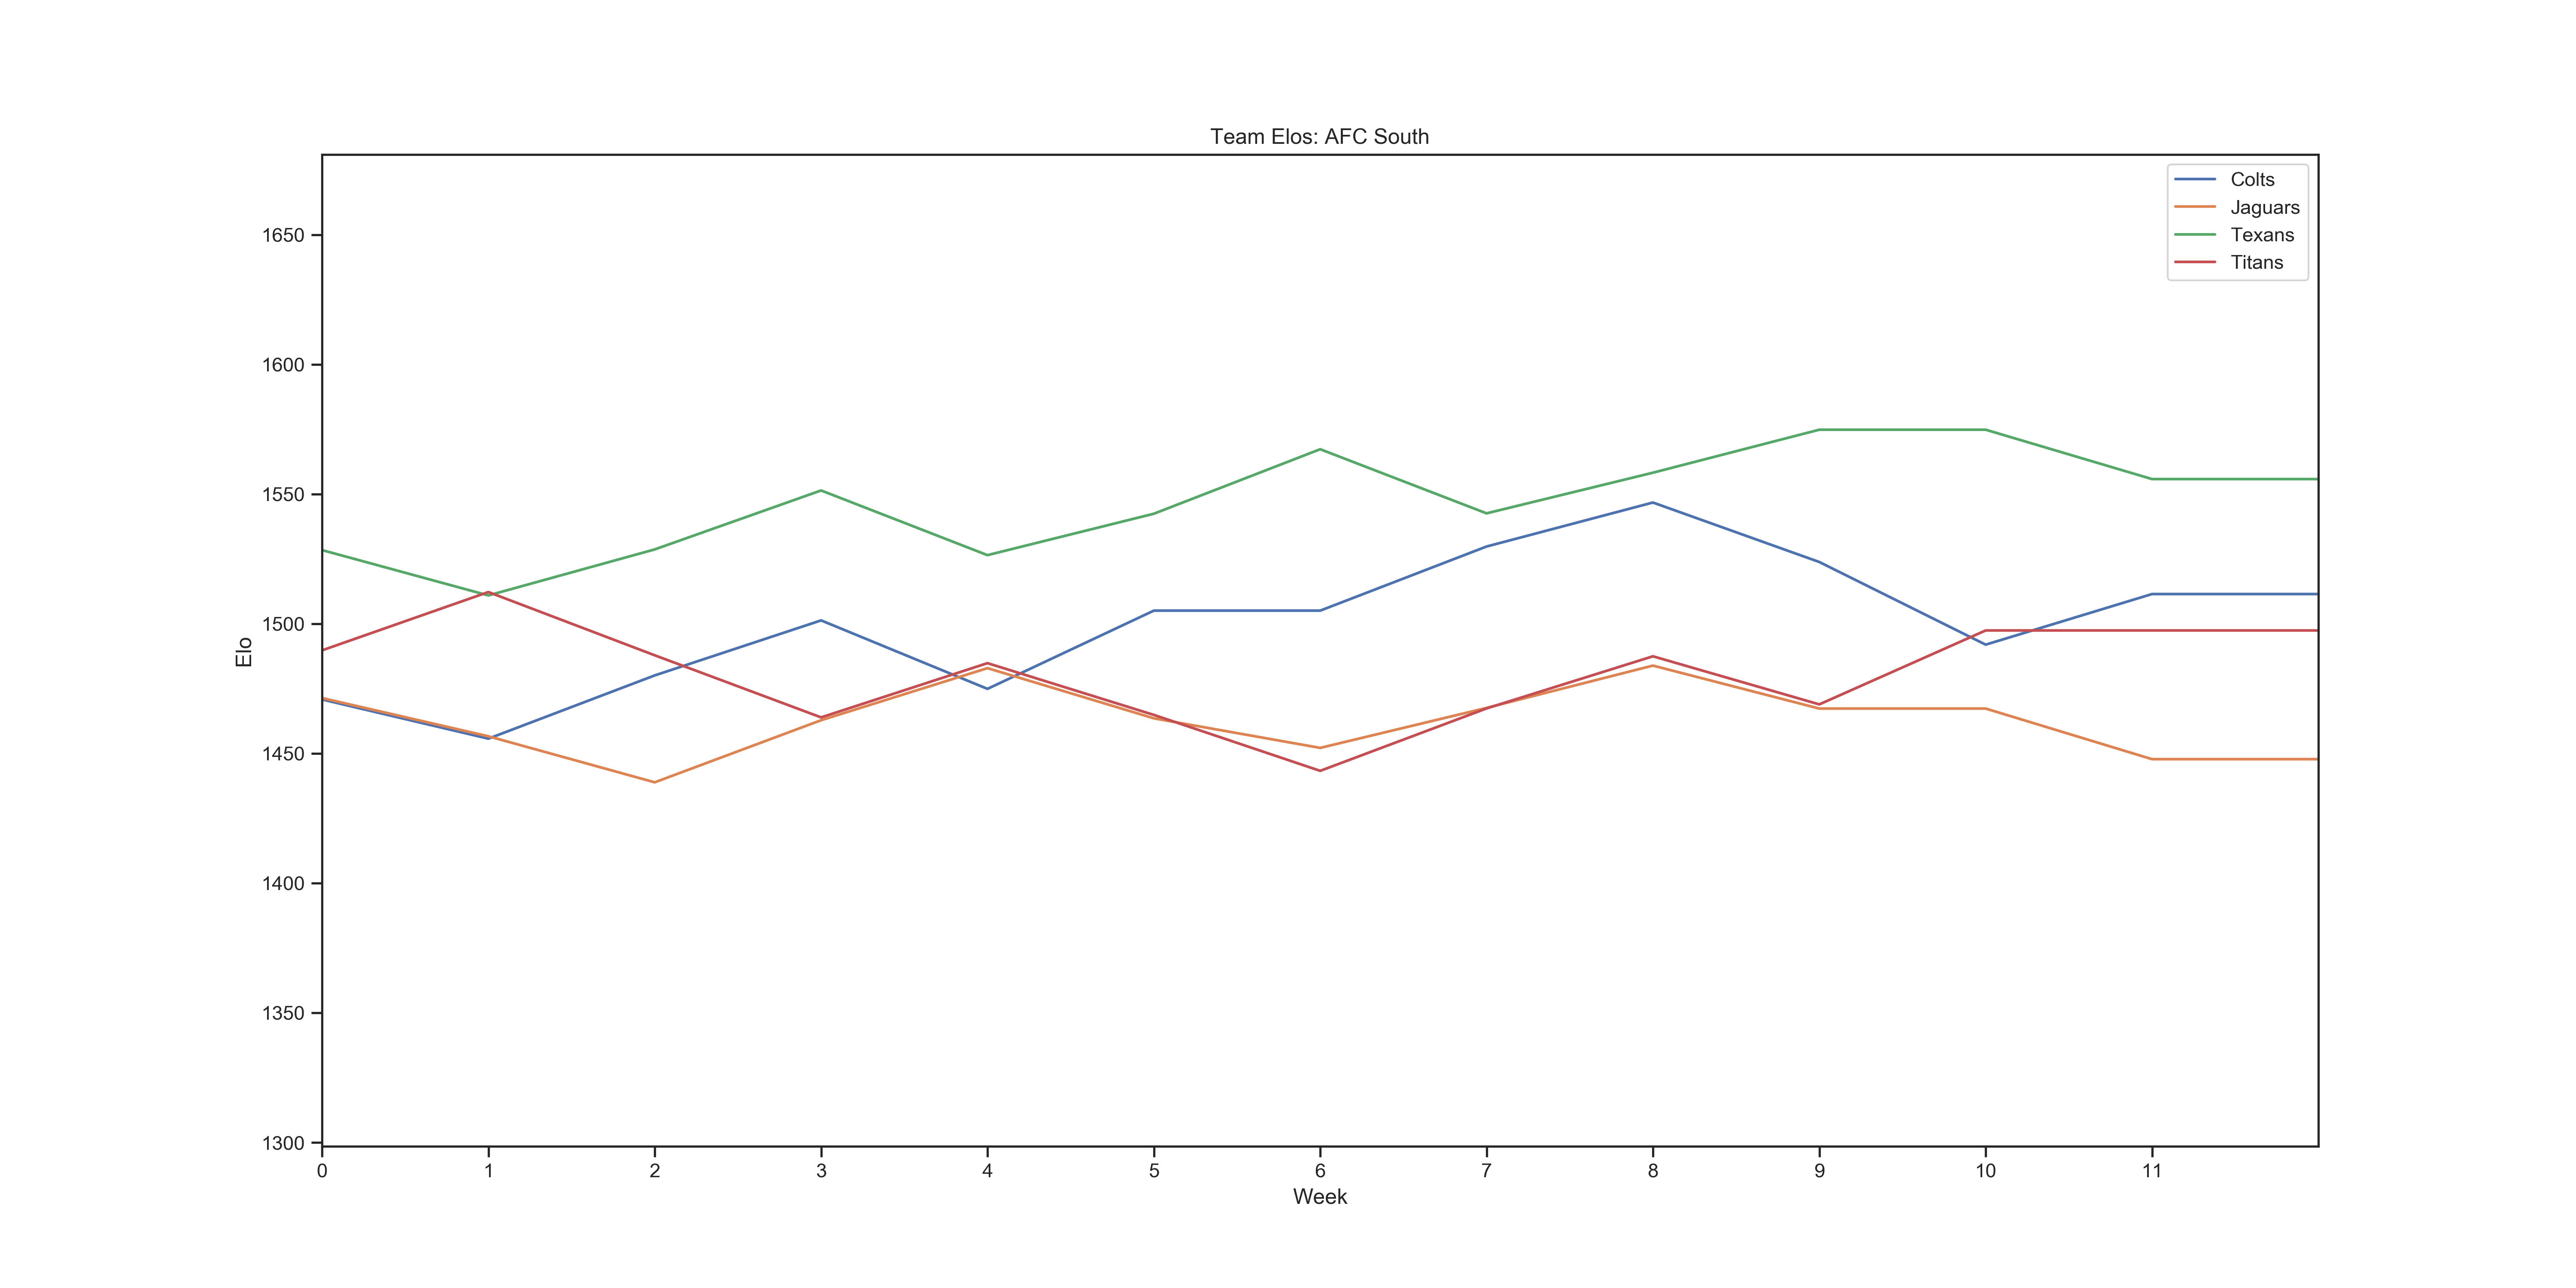 Team Elos: AFC South
Colts
Jaguars
Texans
Titans
1650
1600
1550
1500
1450
1400
1350
1300
Elo
0 1 2 3 4 5 6 7 8 9 10 11
Week